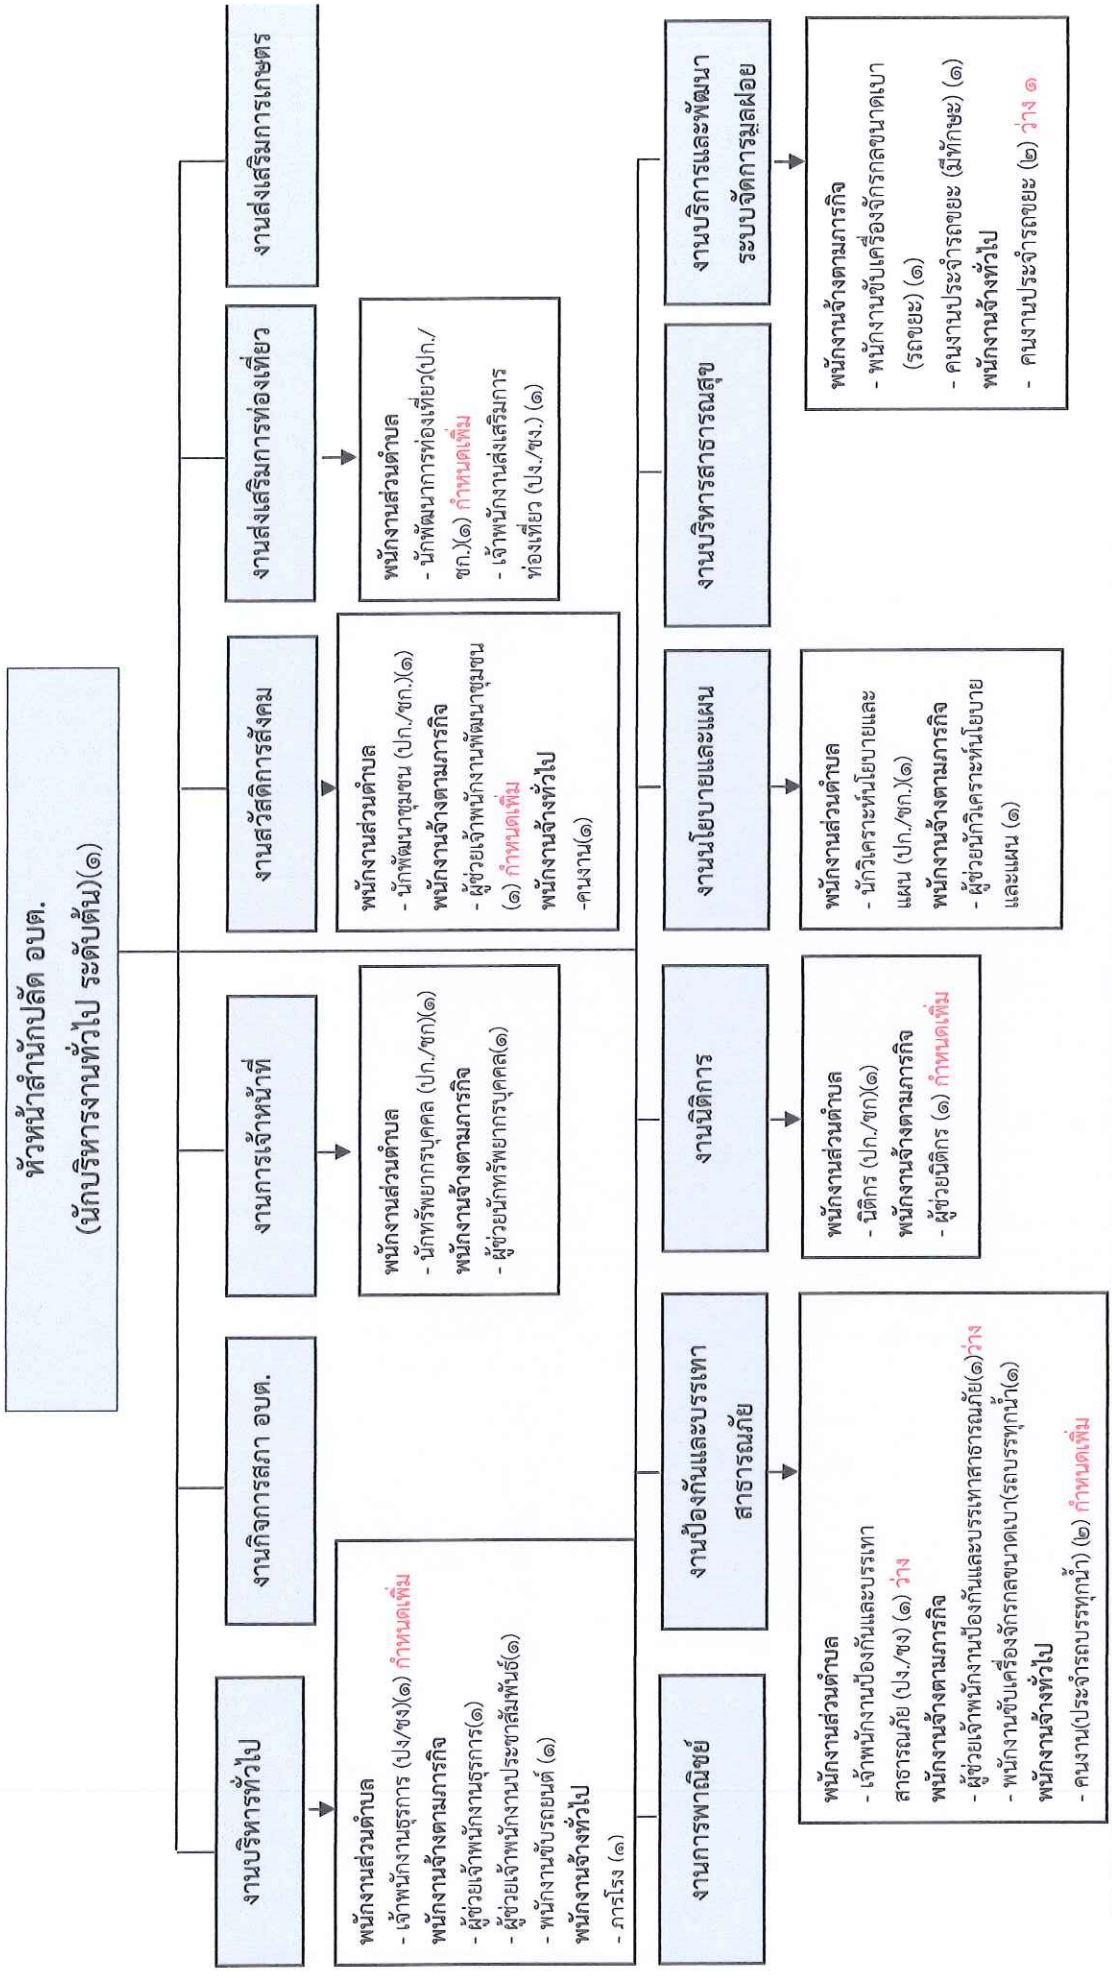 หัวหน้าสำนักปลัด อบต.
(นักบริหารงานทั่วไป ระดับต้น)(๑)
งานบริหารทั่วไป
พนักงานส่วนตำบล
- เจ้าพนักงานธุรการ (ปง/ชง)(๑) กำหนดเพิ่ม
พนักงานจ้างตามภารกิจ
- ผู้ช่วยเจ้าพนักงานธุรการ(๑)
- ผู้ช่วยเจ้าพนักงานประชาสัมพันธ์(๑)
- พนักงานขับรถยนต์ (๑)
พนักงานจ้างทั่วไป
- ภารโรง (๑)
งานกิจการสภา อบต.
งานการเจ้าหน้าที่
พนักงานส่วนตำบล
- นักทรัพยากรบุคคล (ปก./ชก)(๑)
พนักงานจ้างตามภารกิจ
- ผู้ช่วยนักทรัพยากรบุคคล(๑)
งานสวัสดิการสังคม
พนักงานส่วนตำบล
- นักพัฒนาชุมชน (ปก./ชก.)(๑)
พนักงานจ้างตามภารกิจ
- ผู้ช่วยเจ้าพนักงานพัฒนาชุมชน
(๑) กำหนดเพิ่ม
พนักงานจ้างทั่วไป
-คนงาน(๑)
งานส่งเสริมการท่องเที่ยว
พนักงานส่วนตำบล
- นักพัฒนาการท่องเที่ยว(ปก./
ชก.)(๑) กำหนดเพิ่ม
- เจ้าพนักงานส่งเสริมการ
ท่องเที่ยว (ปง./ชง.) (๑)
งานส่งเสริมการเกษตร
งานการพาณิชย์
งานป้องกันและบรรเทา
สาธารณภัย
พนักงานส่วนตำบล
- เจ้าพนักงานป้องกันและบรรเทา
สาธารณภัย (ปง./ชง) (๑) ว่าง
พนักงานจ้างตามภารกิจ
- ผู้ช่วยเจ้าพนักงานป้องกันและบรรเทาสาธารณภัย(๑)ว่าง
- พนักงานขับเครื่องจักรกลขนาดเบา(รถบรรทุกน้ำ(๑)
พนักงานจ้างทั่วไป
- คนงาน(ประจำรถบรรทุกน้ำ) (๒) กำหนดเพิ่ม
งานนิติการ
พนักงานส่วนตำบล
- นิติกร (ปก./ชก)(๑)
พนักงานจ้างตามภารกิจ
- ผู้ช่วยนิติกร (๑) กำหนดเพิ่ม
งานนโยบายและแผน
พนักงานส่วนตำบล
- นักวิเคราะห์นโยบายและ
แผน (ปก./ชก.)(๑)
พนักงานจ้างตามภารกิจ
- ผู้ช่วยนักวิเคราะห์นโยบาย
และแผน (๑)
งานบริหารสาธารณสุข
งานบริการและพัฒนา
ระบบจัดการมูลฝอย
พนักงานจ้างตามภารกิจ
- พนักงานขับเครื่องจักรกลขนาดเบา
(รถขยะ) (๑)
- คนงานประจำรถขยะ (มีทักษะ) (๑)
พนักงานจ้างทั่วไป
- คนงานประจำรถขยะ (๒) ว่าง ๑